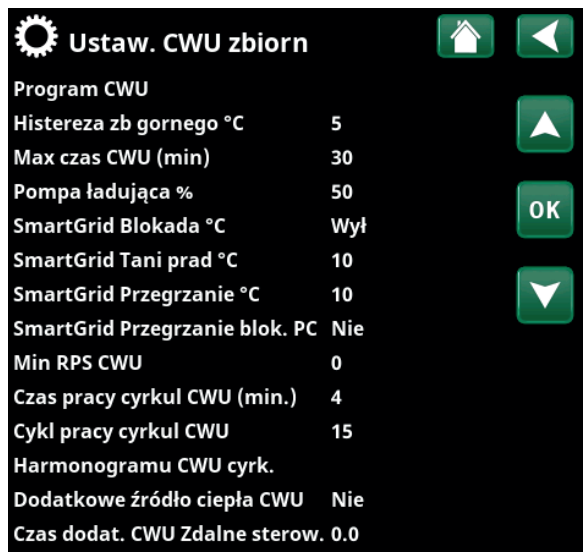 Ustaw. CWU zbiorn
Program CWU
Histereza zb gornego °C 5
Max czas CWU (min) 30
Pompa ładująca % 50
SmartGrid Blokada °C Wył
SmartGrid Tani prad °C 10
SmartGrid Przegrzanie °C 10
SmartGrid Przegrzanie blok. PC Nie
Min RPS CWU 0
Czas pracy cyrkul CWU (min.) 4
Cykl pracy cyrkul CWU 15
Harmonogramu CWU cyrk.
Dodatkowe źródło ciepła CWU Nie
Czas dodat. CWU Zdalne sterow. 0.0
OK